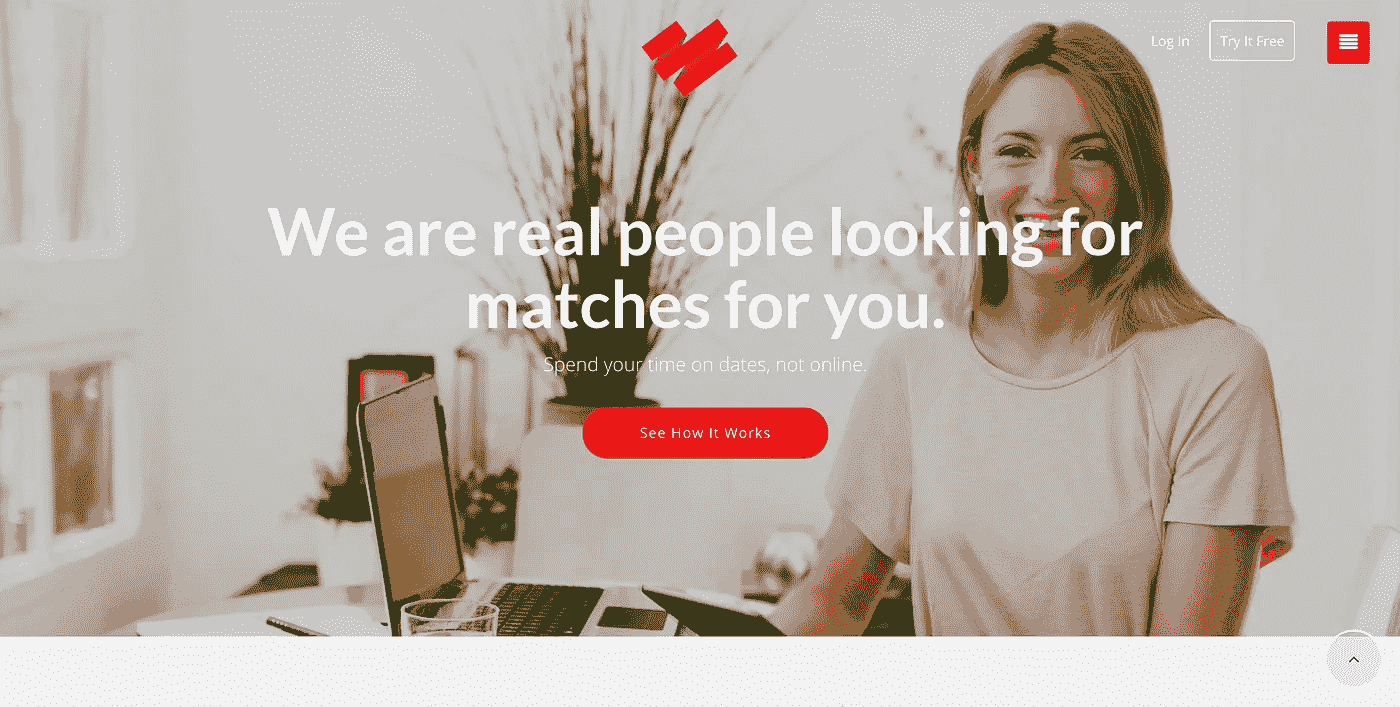 Log In
Try It Free
We are real people looking for
matches for you.
Spend your time on dates, not online.
See How It Works